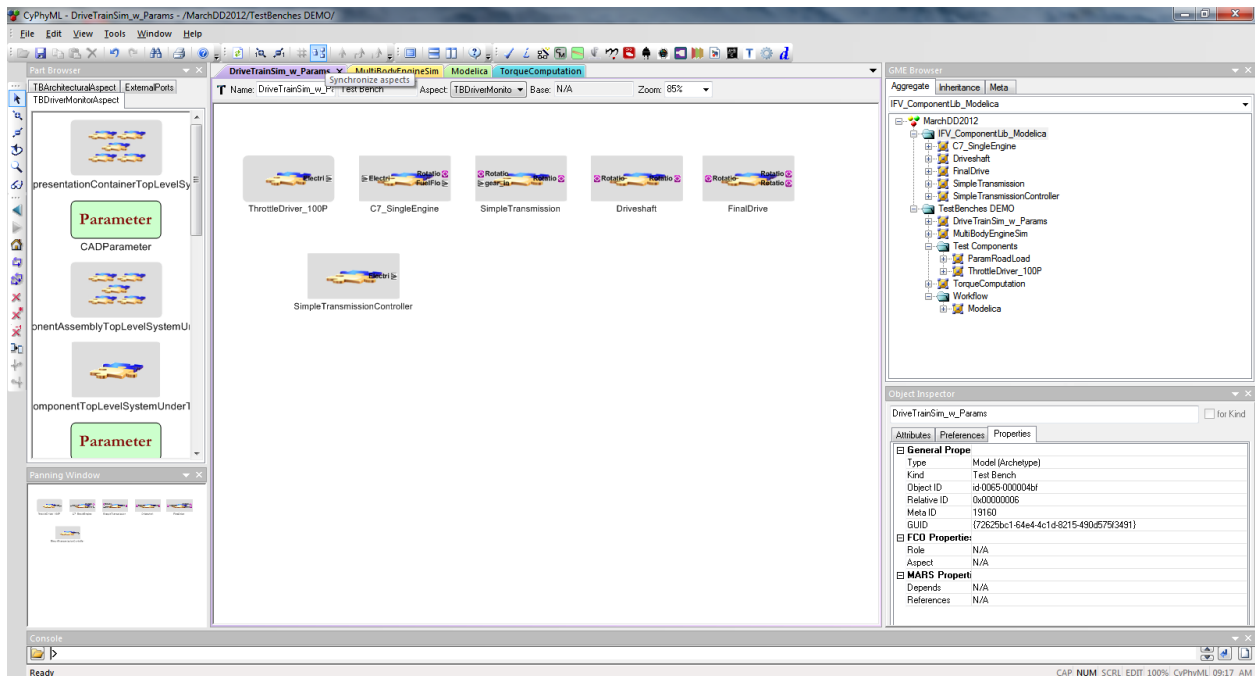 CyPhyML - DriveTrainSim_w_Params - /MarchDD2012/TestBenches DEMO/
File Edit View Tools Window Help
Part Browser
TBArchitecturalAspect ExternalPorts
TBDriverMonitorAspect
presentationContainerTopLevelSy
Parameter
CADParameter
onentAssemblyTopLevelSystemU
omponentTopLevelSystemUnderT
Parameter
Panning Window
DriveTrainSim_w_Params MultiBodyEngineSim Modelica TorqueComputation
Synchronize aspects
Name: DriveTrainSim_w_P Test Bench Aspect: TBDriverMonito Base: N/A Zoom: 85%
Electri
Electri Rotatio
FuelFlo
Rotatio Rotatio
gear_in
Rotatio Rotatio
Rotatio Rotatio
Rotatio
ThrottleDriver_100P C7_SingleEngine SimpleTransmission Driveshaft FinalDrive
Electri
SimpleTransmissionController
GME Browser
Aggregate Inheritance Meta
IFV_ComponentLib_Modelica
MarchDD2012
IFV_ComponentLib_Modelica
C7_SingleEngine
Driveshaft
FinalDrive
SimpleTransmission
SimpleTransmissionController
TestBenches DEMO
DriveTrainSim_w_Params
MultiBodyEngineSim
Test Components
ParamRoadLoad
ThrottleDriver_100P
TorqueComputation
Workflow
Modelica
Object Inspector
DriveTrainSim_w_Params for Kind
Attributes Preferences Properties
General Prope
Type Model (Archetype)
Kind Test Bench
Object ID id-0065-000004bf
Relative ID 0x00000006
Meta ID 19160
GUID {72625bc1-64e4-4c1d-8215-490d575f3491}
FCO Propertie:
Role N/A
Aspect N/A
MARS Properti
Depends N/A
References N/A
Console
>
Ready
CAP NUM SCRL EDIT 100% CyPhyML 09:17 AM